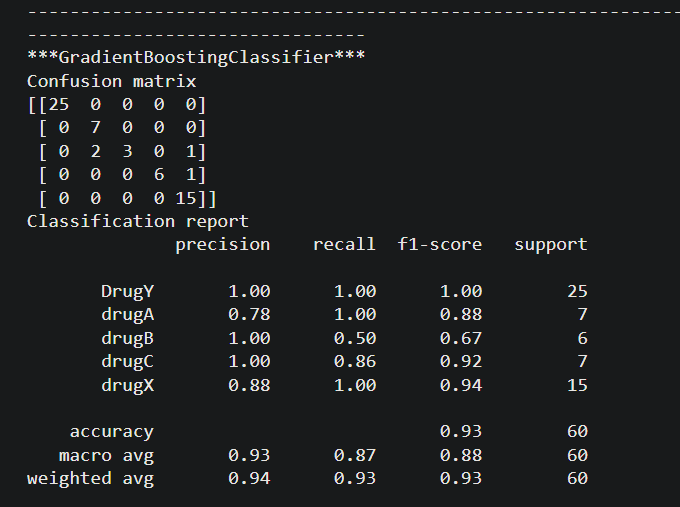 --------------------------------------------------------------
--------------------------------
***GradientBoostingClassifier***
Confusion matrix
[[25  0  0  0  0]
 [ 0  7  0  0  0]
 [ 0  2  3  0  1]
 [ 0  0  0  6  1]
 [ 0  0  0  0 15]]
Classification report
              precision    recall  f1-score   support

       DrugY       1.00      1.00      1.00        25
       drugA       0.78      1.00      0.88         7
       drugB       1.00      0.50      0.67         6
       drugC       1.00      0.86      0.92         7
       drugX       0.88      1.00      0.94        15

    accuracy                           0.93        60
   macro avg       0.93      0.87      0.88        60
weighted avg       0.94      0.93      0.93        60